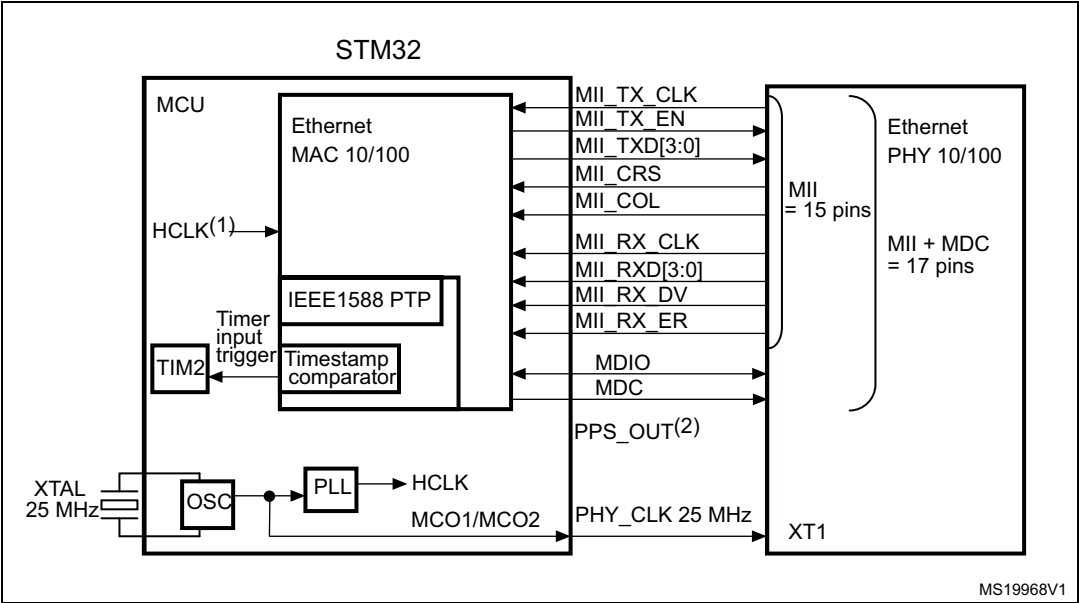 STM32
MCU
Ethernet
MAC 10/100
HCLK(1)
IEEE1588 PTP
Timer
input
trigger
TIM2
Timestamp
comparator
MII_TX_CLK
MII_TX_EN
MII_TXD[3:0]
MII_CRS
MII_COL
MII_RX_CLK
MII_RXD[3:0]
MII_RX_DV
MII_RX_ER
MDIO
MDC
PPS_OUT(2)
MII
= 15 pins
Ethernet
PHY 10/100
MII + MDC
= 17 pins
XTAL
25 MHz
OSC
PLL
HCLK
MCO1/MCO2
PHY_CLK 25 MHz
XT1
MS19968V1